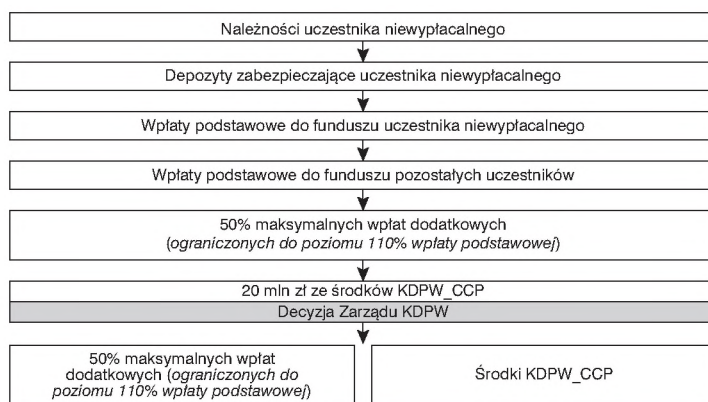 Należności uczestnika niewypłacalnego
Depozyty zabezpieczające uczestnika niewypłacalnego
Wpłaty podstawowe do funduszu uczestnika niewypłacalnego
Wpłaty podstawowe do funduszu pozostałych uczestników
50% maksymalnych wpłat dodatkowych
(ograniczonych do poziomu 110% wpłaty podstawowej)
20 mln zł ze środków KDPW_CCP
Decyzja Zarządu KDPW
50% maksymalnych wpłat
dodatkowych (ograniczonych do
poziomu 110% wpłaty podstawowej)
Środki KDPW_CCP